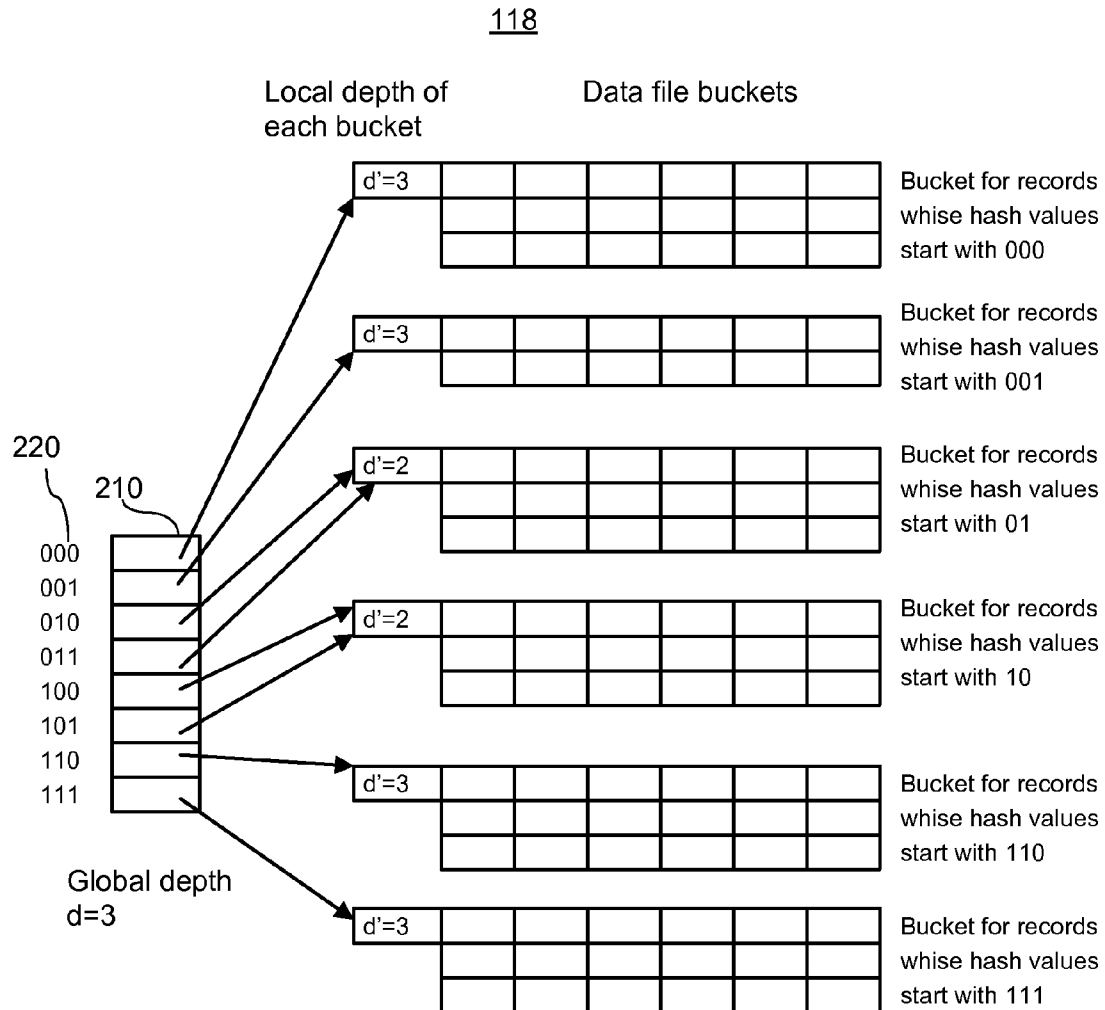 118
Local depth of
each bucket
Data file buckets
d'=3
Bucket for records
whise hash values
start with 000
d'=3
Bucket for records
whise hash values
start with 001
d'=2
Bucket for records
whise hash values
start with 01
d'=2
Bucket for records
whise hash values
start with 10
d'=3
Bucket for records
whise hash values
start with 110
d'=3
Bucket for records
whise hash values
start with 111
220
210
000
001
010
011
100
101
110
111
Global depth
d=3